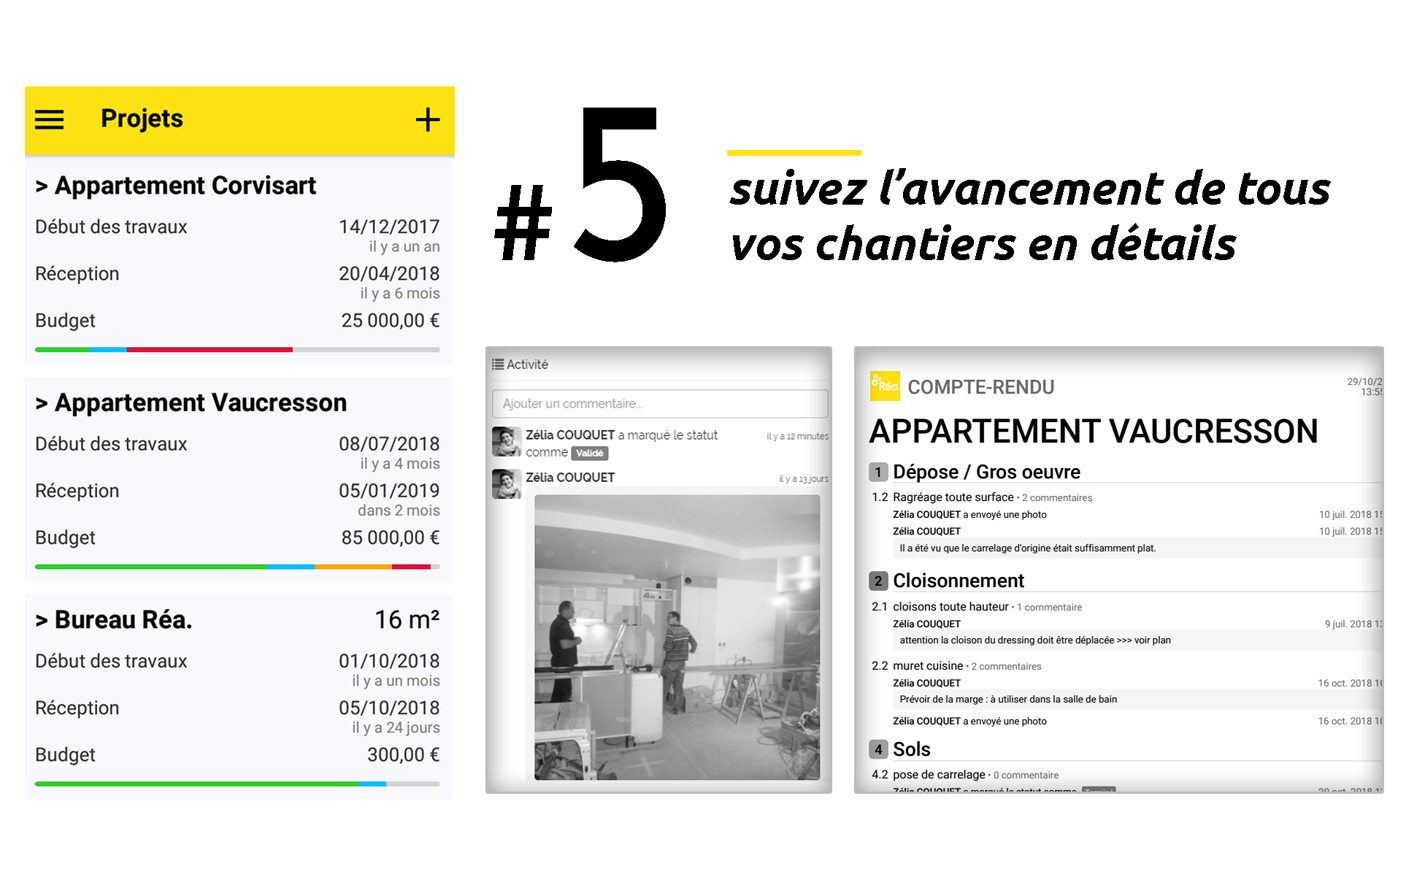 Projets
> Appartement Corvisart
Début des travaux 14/12/2017
il y a un an
Réception 20/04/2018
il y a 6 mois
Budget 25 000,00 €
> Appartement Vaucresson
Début des travaux 08/07/2018
il y a 4 mois
Réception 05/01/2019
dans 2 mois
Budget 85 000,00 €
> Bureau Réa. 16 m²
Début des travaux 01/10/2018
il y a un mois
Réception 05/10/2018
il y a 24 jours
Budget 300,00 €
#5
suivez l'avancement de tous
vos chantiers en détails
Activité
Ajouter un commentaire...
Zélia COUQUET a marqué le statut il y a 12 minutes
comme Validé
Zélia COUQUET il y a 13 jours
Réa. COMPTE-RENDU 29/10/2
13:5
APPARTEMENT VAUCRESSON
1 Dépose / Gros oeuvre
1.2 Ragréage toute surface • 2 commentaires
Zélia COUQUET a envoyé une photo 10 juil. 2018
Zélia COUQUET 10 juil. 2018
Il a été vu que le carrelage d'origine était suffisamment plat.
2 Cloisonnement
2.1 cloisons toute hauteur • 1 commentaire
Zélia COUQUET 9 juil. 2018
attention la cloison du dressing doit être déplacée >>> voir plan
2.2 muret cuisine • 2 commentaires
Zélia COUQUET 16 oct. 2018
Prévoir de la marge : à utiliser dans la salle de bain
Zélia COUQUET a envoyé une photo 16 oct. 2018
4 Sols
4.2 pose de carrelage • 0 commentaire
Zélia COUQUET a marqué le statut comme